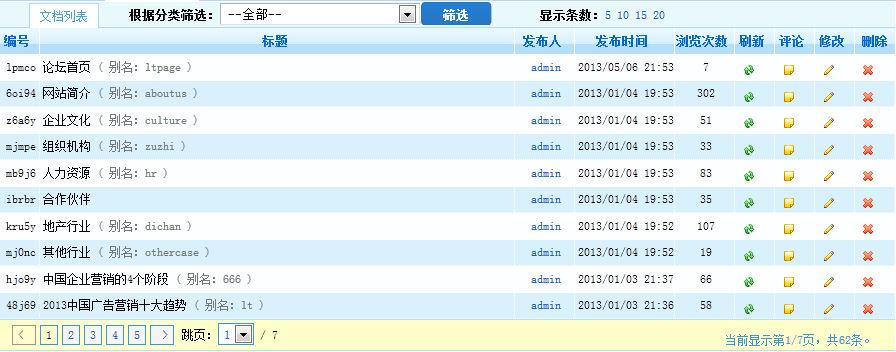 文档列表 根据分类筛选： --全部-- 筛选 显示条数：5 10 15 20
编号 标题 发布人 发布时间 浏览次数 刷新 评论 修改 删除
lpmco 论坛首页 ( 别名：ltpage ) admin 2013/05/06 21:53 7
6oi94 网站简介 ( 别名：aboutus ) admin 2013/01/04 19:53 302
z6a6y 企业文化 ( 别名：culture ) admin 2013/01/04 19:53 51
mjmpe 组织机构 ( 别名：zuzhi ) admin 2013/01/04 19:53 33
mb9j6 人力资源 ( 别名：hr ) admin 2013/01/04 19:53 83
ibrbr 合作伙伴 admin 2013/01/04 19:53 35
kru5y 地产行业 ( 别名：dichan ) admin 2013/01/04 19:52 107
mj0nc 其他行业 ( 别名：othercase ) admin 2013/01/04 19:52 19
hjo9y 中国企业营销的4个阶段 ( 别名：666 ) admin 2013/01/03 21:37 66
48j69 2013中国广告营销十大趋势 ( 别名：lt ) admin 2013/01/03 21:36 58
< 1 2 3 4 5 > 跳页： 1 / 7 当前显示第1/7页，共62条。